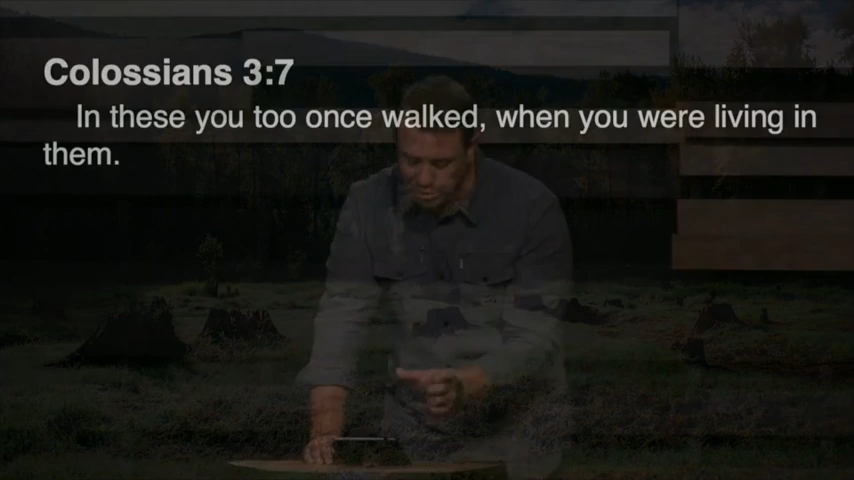 Colossians 3:7
In these you too once walked, when you were living in
them.